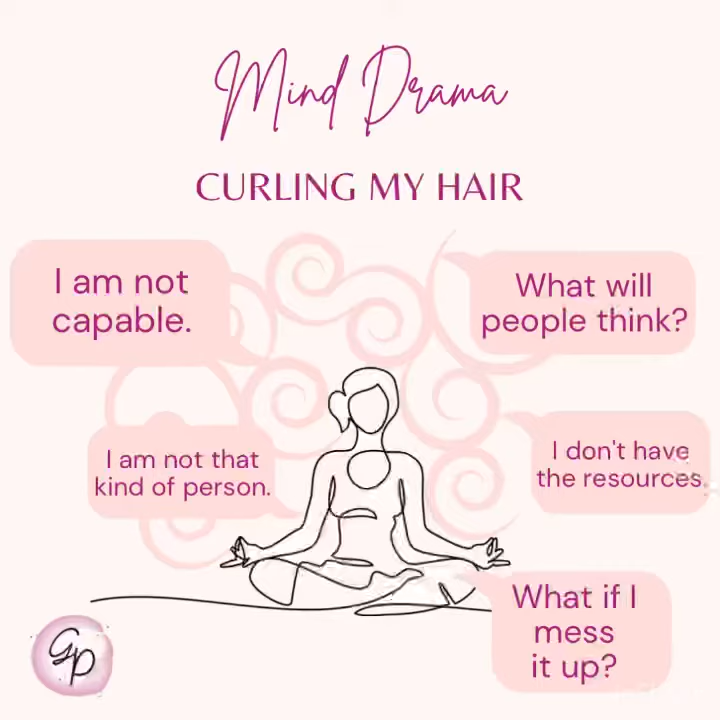 Mind Drama
CURLING MY HAIR
I am not
capable.
What will
people think?
I am not that
kind of person.
I don't have
the resources.
What if I
mess
it up?
GP